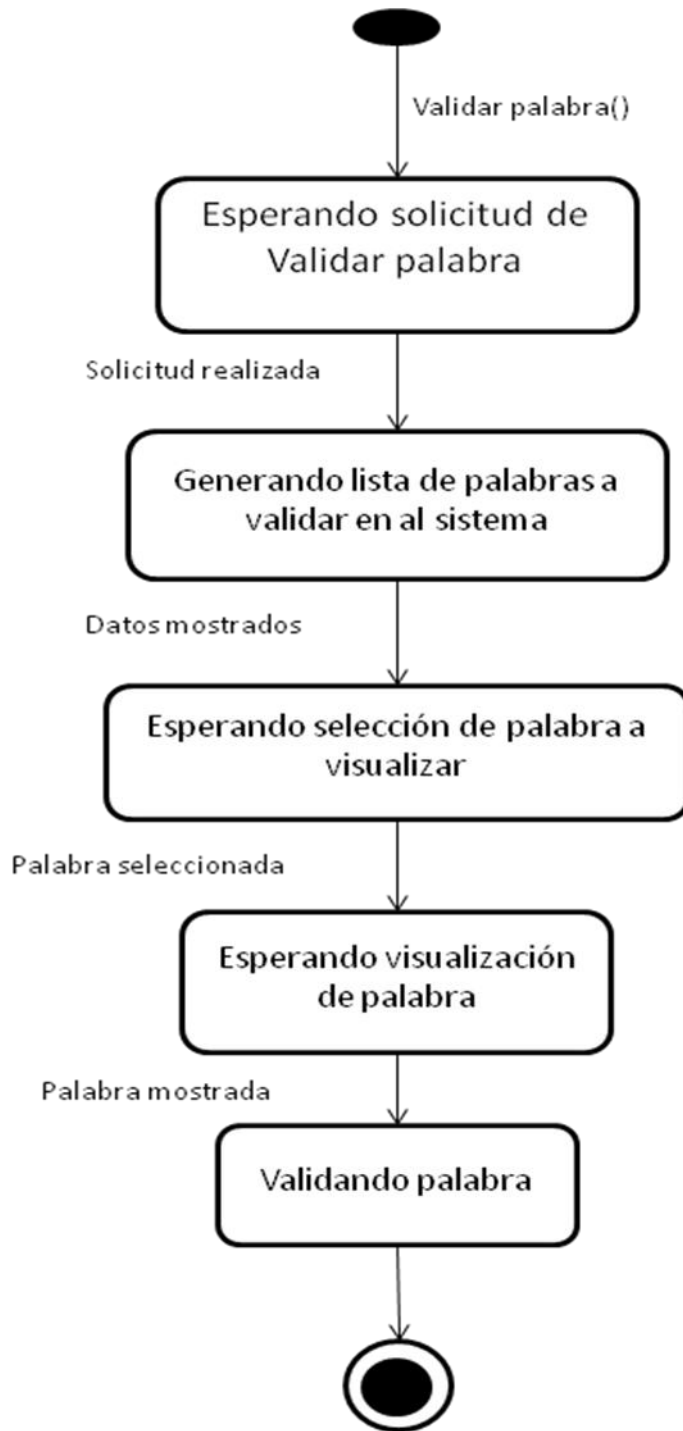 Validar palabra()
Esperando solicitud de
Validar palabra
Solicitud realizada
Generando lista de palabras a
validar en al sistema
Datos mostrados
Esperando selección de palabra a
visualizar
Palabra seleccionada
Esperando visualización
de palabra
Palabra mostrada
Validando palabra